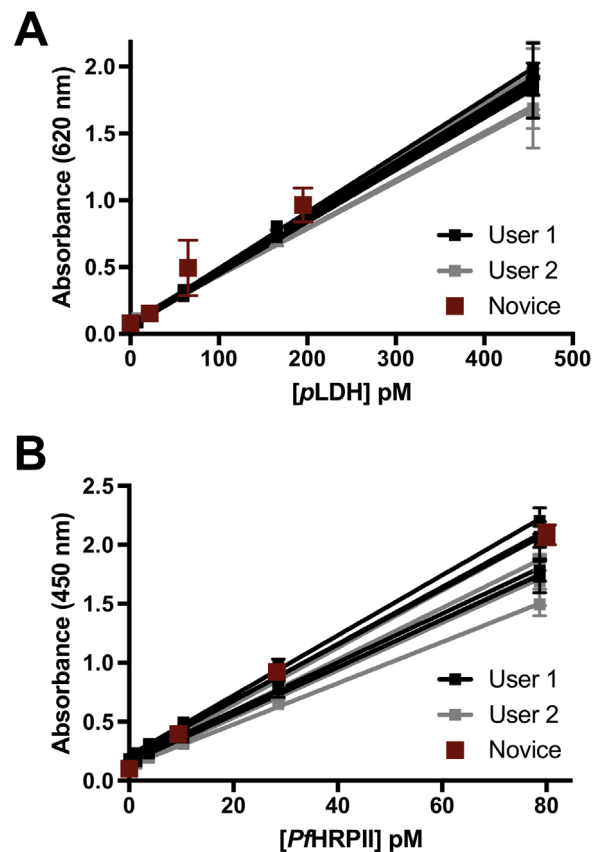 A
Absorbance (620 nm)
2.0
1.5
1.0
0.5
0.0
User 1
User 2
Novice
0 100 200 300 400 500
[pLDH] pM
B
Absorbance (450 nm)
2.5
2.0
1.5
1.0
0.5
0.0
User 1
User 2
Novice
0 20 40 60 80
[PfHRPII] pM